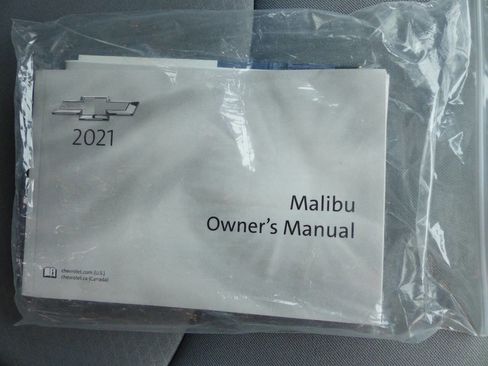 2021
Malibu
Owner's Manual
chevrolet.com (U.S.)
chevrolet.ca (Canada)